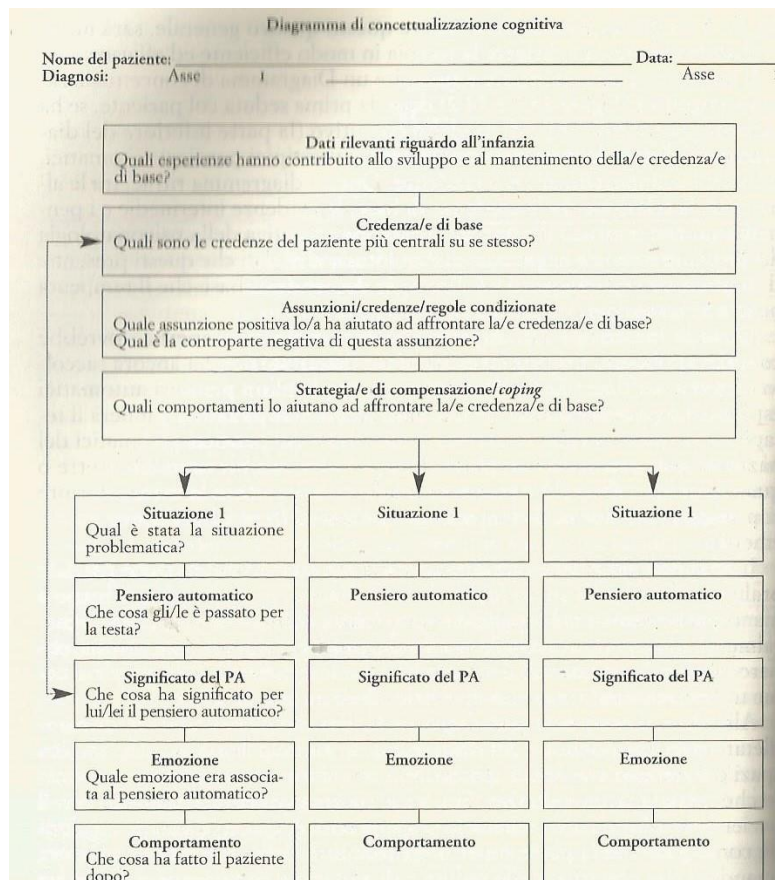 Diagramma di concettualizzazione cognitiva
Nome del paziente: Data:
Diagnosi: Asse I Asse
Dati rilevanti riguardo all'infanzia
Quali esperienze hanno contribuito allo sviluppo e al mantenimento della/e credenza/e
di base?
Credenza/e di base
Quali sono le credenze del paziente più centrali su se stesso?
Assunzioni/credenze/regole condizionate
Quale assunzione positiva lo/a ha aiutato ad affrontare la/e credenza/e di base?
Qual è la controparte negativa di questa assunzione?
Strategia/e di compensazione/coping
Quali comportamenti lo aiutano ad affrontare la/e credenza/e di base?
Situazione 1
Qual è stata la situazione
problematica?
Situazione 1
Situazione 1
Pensiero automatico
Che cosa gli/le è passato per
la testa?
Pensiero automatico
Pensiero automatico
Significato del PA
Che cosa ha significato per
lui/lei il pensiero automatico?
Significato del PA
Significato del PA
Emozione
Quale emozione era associa-
ta al pensiero automatico?
Emozione
Emozione
Comportamento
Che cosa ha fatto il paziente
dopo?
Comportamento
Comportamento